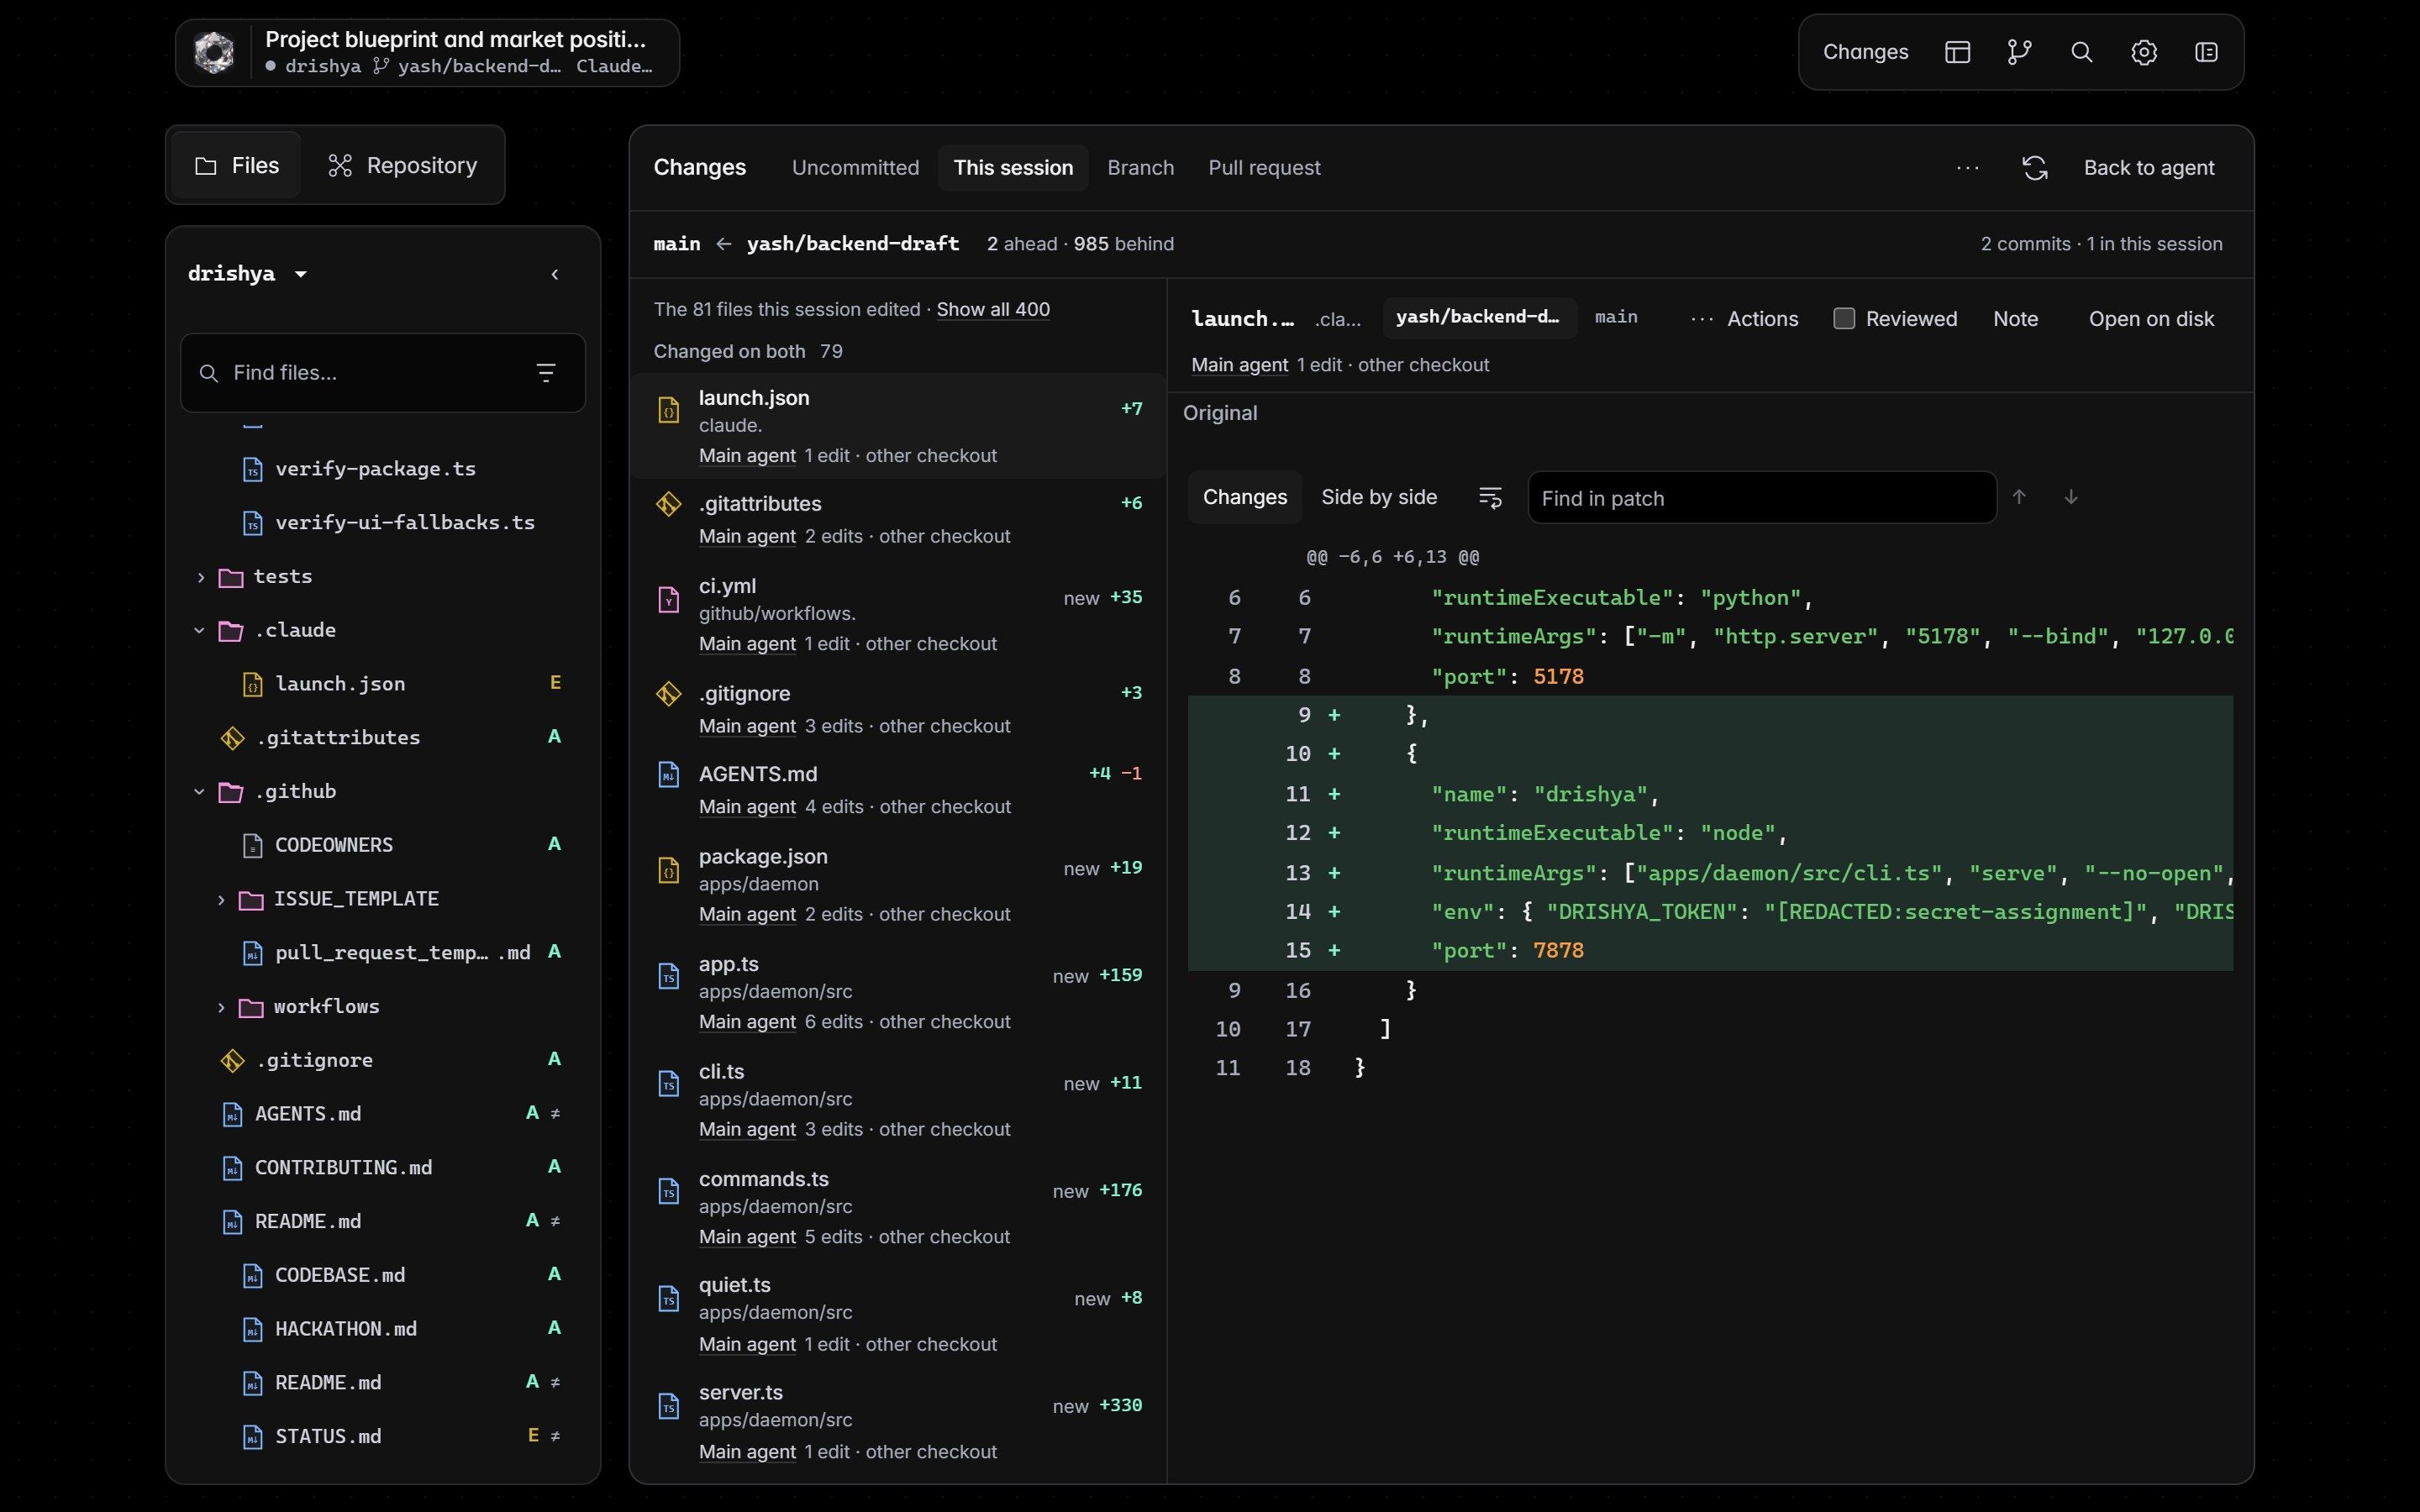 Project blueprint and market positi...
drishya yash/backend-d... Claude...
Changes
Files
Repository
drishya
Find files...
verify-package.ts
verify-ui-fallbacks.ts
tests
.claude
launch.json E
.gitattributes A
.github
CODEOWNERS A
ISSUE_TEMPLATE
pull_request_temp... .md A
workflows
.gitignore A
AGENTS.md A ≠
CONTRIBUTING.md A
README.md A ≠
CODEBASE.md A
HACKATHON.md A
README.md A ≠
STATUS.md E ≠
Changes Uncommitted This session Branch Pull request ... Back to agent
main ← yash/backend-draft 2 ahead · 985 behind 2 commits · 1 in this session
The 81 files this session edited · Show all 400
Changed on both 79
launch.json +7
claude.
Main agent 1 edit · other checkout
.gitattributes +6
Main agent 2 edits · other checkout
ci.yml new +35
github/workflows.
Main agent 1 edit · other checkout
.gitignore +3
Main agent 3 edits · other checkout
AGENTS.md +4 −1
Main agent 4 edits · other checkout
package.json new +19
apps/daemon
Main agent 2 edits · other checkout
app.ts new +159
apps/daemon/src
Main agent 6 edits · other checkout
cli.ts new +11
apps/daemon/src
Main agent 3 edits · other checkout
commands.ts new +176
apps/daemon/src
Main agent 5 edits · other checkout
quiet.ts new +8
apps/daemon/src
Main agent 1 edit · other checkout
server.ts new +330
apps/daemon/src
Main agent 1 edit · other checkout
launch.... .cla... yash/backend-d... main ... Actions Reviewed Note Open on disk
Main agent 1 edit · other checkout
Original
Changes Side by side Find in patch ↑ ↓
@@ −6,6 +6,13 @@
6 6 "runtimeExecutable": "python",
7 7 "runtimeArgs": ["-m", "http.server", "5178", "--bind", "127.0.0
8 8 "port": 5178
9 + },
10 + {
11 + "name": "drishya",
12 + "runtimeExecutable": "node",
13 + "runtimeArgs": ["apps/daemon/src/cli.ts", "serve", "--no-open",
14 + "env": { "DRISHYA_TOKEN": "[REDACTED:secret-assignment]", "DRIS
15 + "port": 7878
9 16 }
10 17 ]
11 18 }